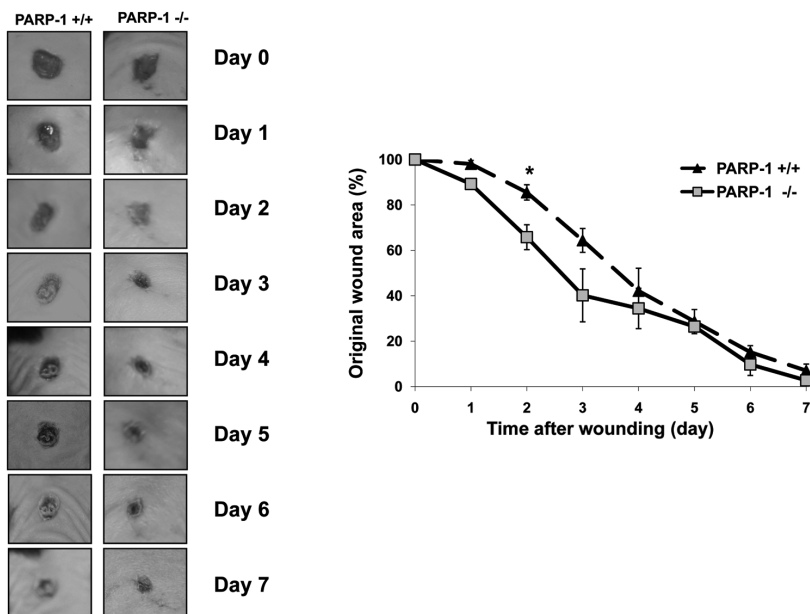 PARP-1 +/+ PARP-1 -/-
Day 0
Day 1
Day 2
Day 3
Day 4
Day 5
Day 6
Day 7
Original wound area (%)
100
80
60
40
20
0
*
PARP-1 +/+
PARP-1 -/-
0 1 2 3 4 5 6 7
Time after wounding (day)